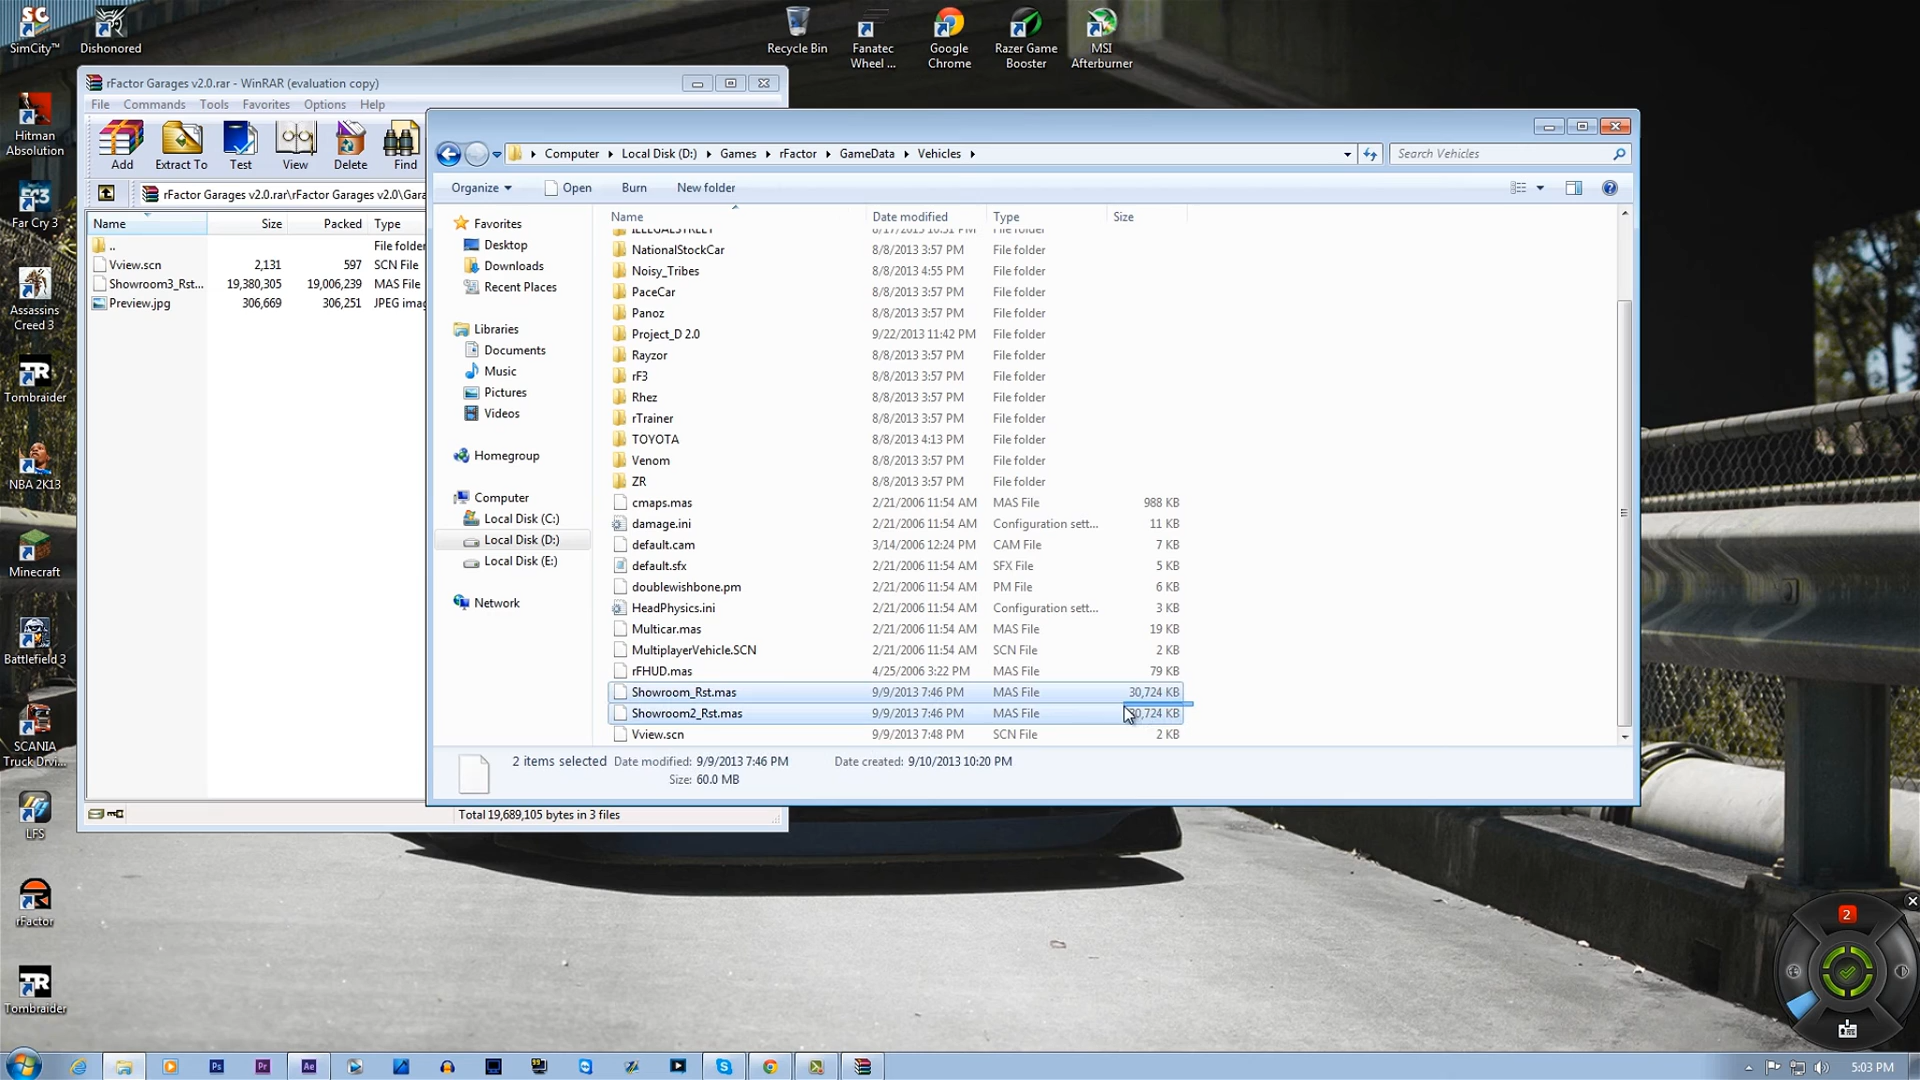 SimCity™
Dishonored
Recycle Bin
Fanatec
Wheel ...
Google
Chrome
Razer Game
Booster
MSI
Afterburner
Hitman
Absolution
Far Cry 3
Assassins
Creed 3
Tombraider
NBA 2K13
Minecraft
Battlefield 3
SCANIA
Truck Drvi...
LFS
rFactor
Tombraider
rFactor Garages v2.0.rar - WinRAR (evaluation copy)
File Commands Tools Favorites Options Help
Add Extract To Test View Delete Find
rFactor Garages v2.0.rar\rFactor Garages v2.0\Gara
Name Size Packed Type
.. File folder
Vview.scn 2,131 597 SCN File
Showroom3_Rst... 19,380,305 19,006,239 MAS File
Preview.jpg 306,669 306,251 JPEG imag
Total 19,689,105 bytes in 3 files
Computer Local Disk (D:) Games rFactor GameData Vehicles
Search Vehicles
Organize Open Burn New folder
Favorites
Desktop
Downloads
Recent Places
Libraries
Documents
Music
Pictures
Videos
Homegroup
Computer
Local Disk (C:)
Local Disk (D:)
Local Disk (E:)
Network
Name Date modified Type Size
ILLEGALSTREET 8/17/2013 10:51 PM File folder
NationalStockCar 8/8/2013 3:57 PM File folder
Noisy_Tribes 8/8/2013 4:55 PM File folder
PaceCar 8/8/2013 3:57 PM File folder
Panoz 8/8/2013 3:57 PM File folder
Project_D 2.0 9/22/2013 11:42 PM File folder
Rayzor 8/8/2013 3:57 PM File folder
rF3 8/8/2013 3:57 PM File folder
Rhez 8/8/2013 3:57 PM File folder
rTrainer 8/8/2013 3:57 PM File folder
TOYOTA 8/8/2013 4:13 PM File folder
Venom 8/8/2013 3:57 PM File folder
ZR 8/8/2013 3:57 PM File folder
cmaps.mas 2/21/2006 11:54 AM MAS File 988 KB
damage.ini 2/21/2006 11:54 AM Configuration sett... 11 KB
default.cam 3/14/2006 12:24 PM CAM File 7 KB
default.sfx 2/21/2006 11:54 AM SFX File 5 KB
doublewishbone.pm 2/21/2006 11:54 AM PM File 6 KB
HeadPhysics.ini 2/21/2006 11:54 AM Configuration sett... 3 KB
Multicar.mas 2/21/2006 11:54 AM MAS File 19 KB
MultiplayerVehicle.SCN 2/21/2006 11:54 AM SCN File 2 KB
rFHUD.mas 4/25/2006 3:22 PM MAS File 79 KB
Showroom_Rst.mas 9/9/2013 7:46 PM MAS File 30,724 KB
Showroom2_Rst.mas 9/9/2013 7:46 PM MAS File 30,724 KB
Vview.scn 9/9/2013 7:48 PM SCN File 2 KB
2 items selected Date modified: 9/9/2013 7:46 PM Date created: 9/10/2013 10:20 PM
Size: 60.0 MB
2
5:03 PM